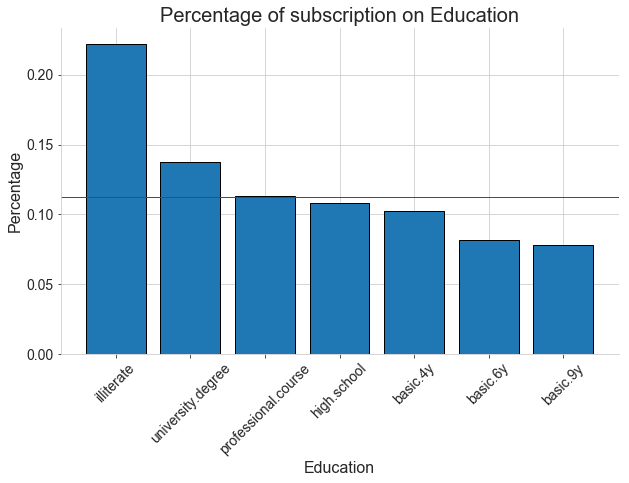 Percentage of subscription on Education
Percentage
0.20
0.15
0.10
0.05
0.00
illiterate
university.degree
professional.course
high.school
basic.4y
basic.6y
basic.9y
Education